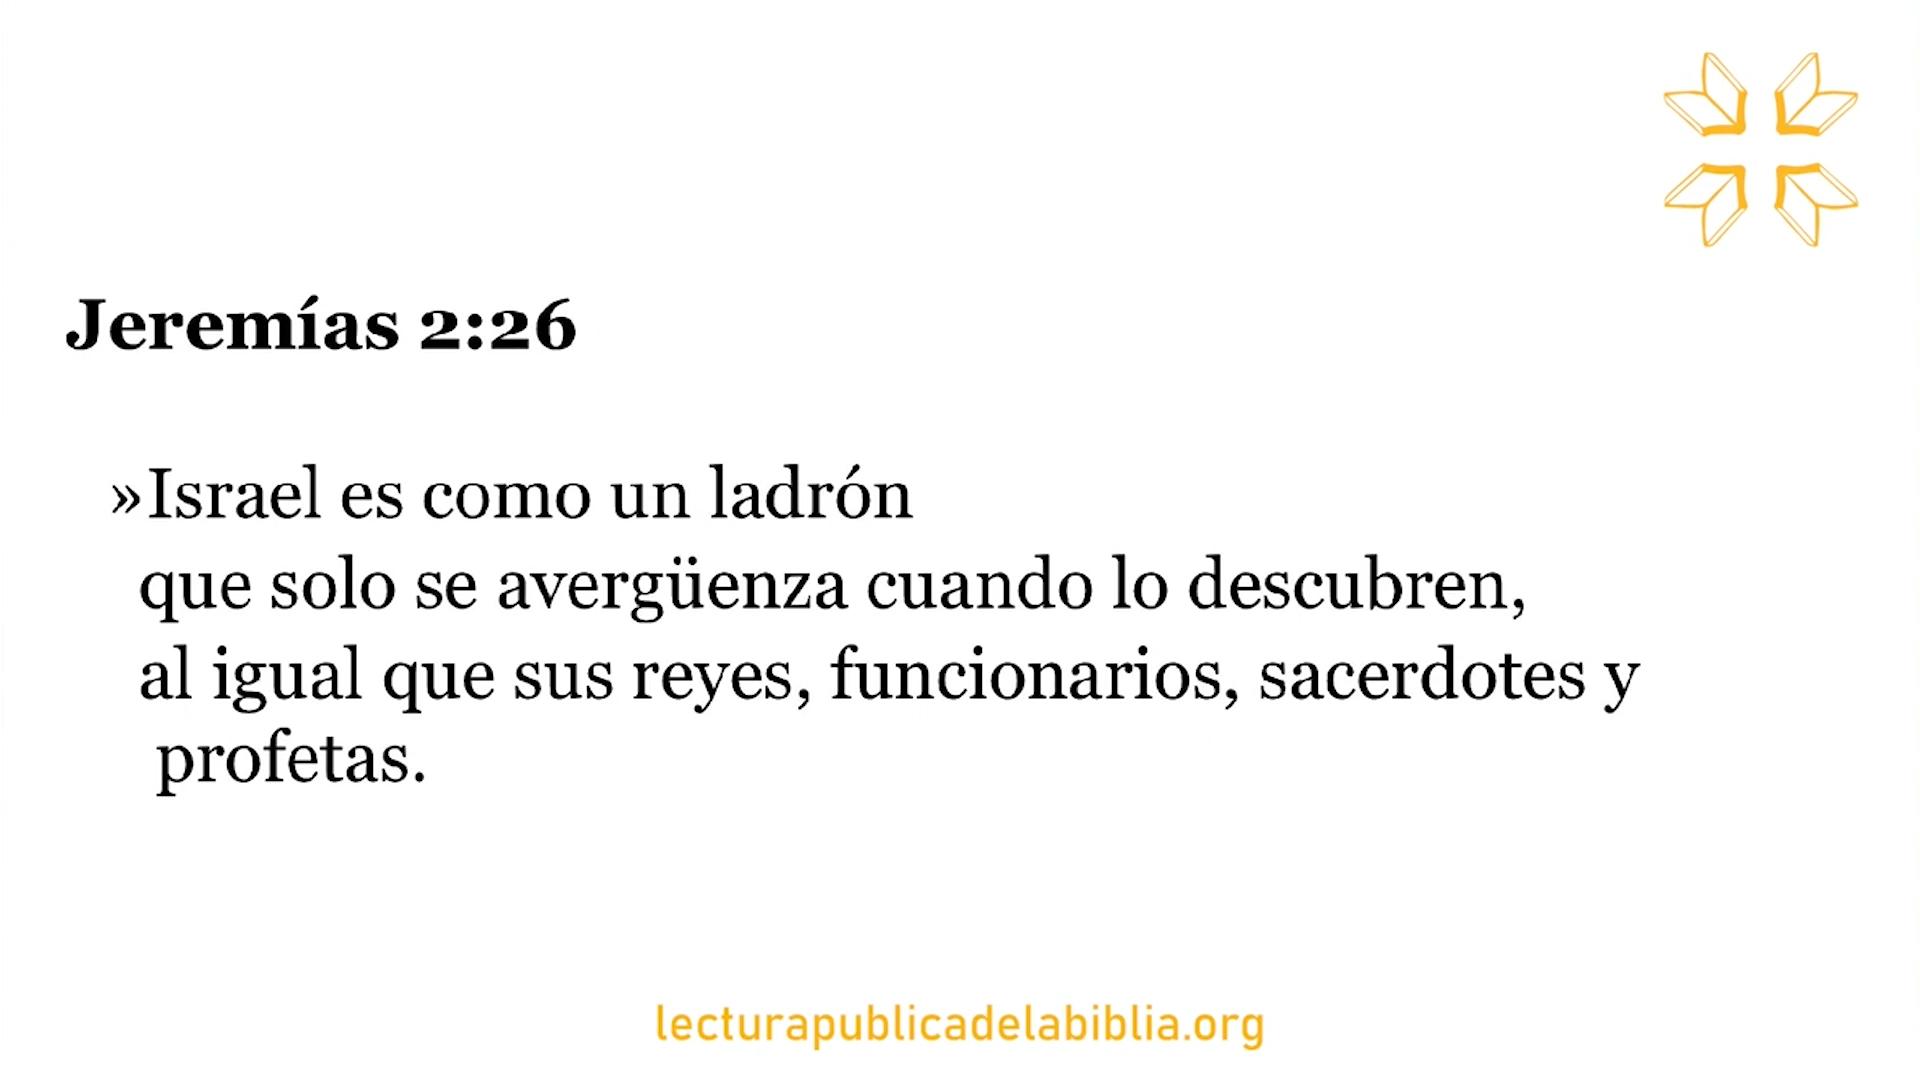 Jeremías 2:26
»Israel es como un ladrón
que solo se avergüenza cuando lo descubren,
al igual que sus reyes, funcionarios, sacerdotes y
profetas.
lecturapublicadelabiblia.org